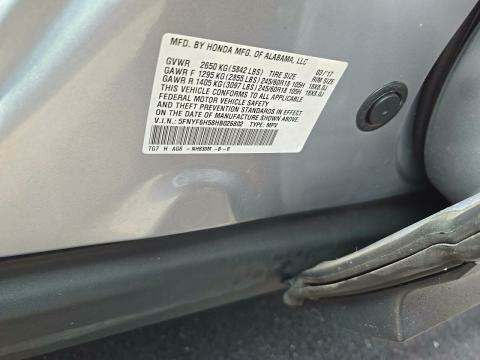 MFD. BY HONDA MFG. OF ALABAMA, LLC
GVWR 2650 KG (5842 LBS) TIRE SIZE 03/'17 RIM SIZE
GAWR F 1295 KG (2855 LBS) 245/60R18 105H 18X8.0J
GAWR R 1405 KG (3097 LBS) 245/60R18 105H 18X8.0J
THIS VEHICLE CONFORMS TO ALL APPLICABLE
FEDERAL MOTOR VEHICLE SAFETY AND
THEFT PREVENTION STANDARDS IN EFFECT ON
THE DATE OF MANUFACTURE SHOWN ABOVE.
V.I.N.: 5FNYF6H58HB026802 TYPE: MPV
TG7 H AG6